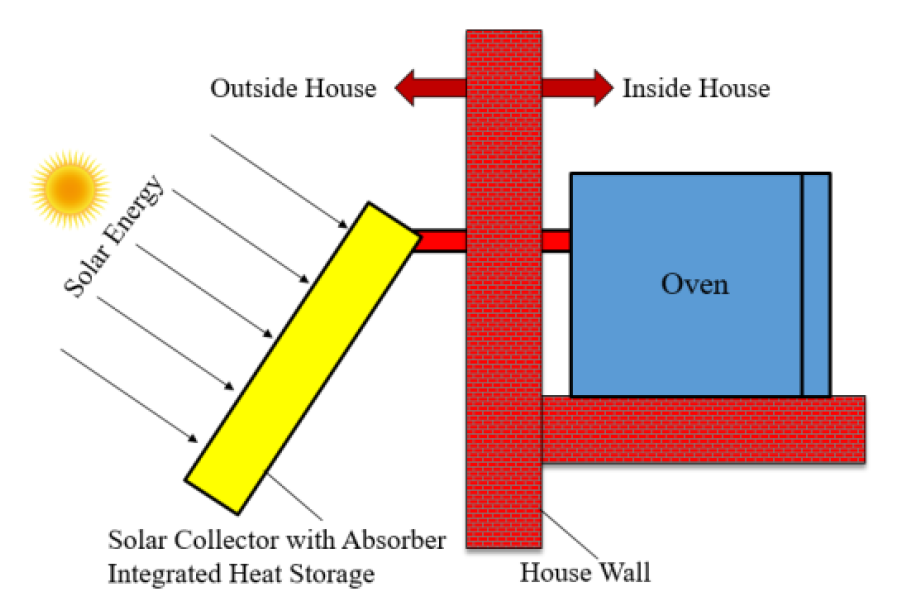 Outside House
Inside House
Solar Energy
Oven
Solar Collector with Absorber
Integrated Heat Storage
House Wall